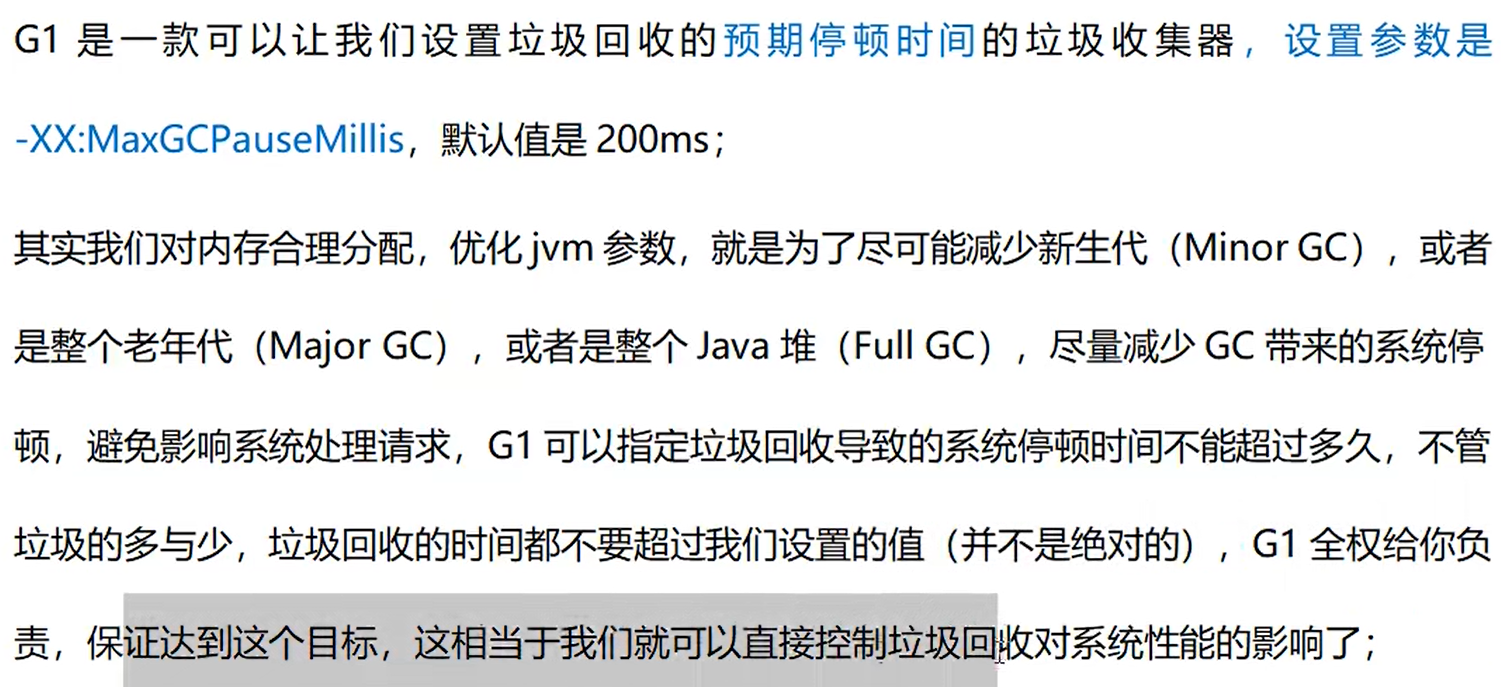 G1 是一款可以让我们设置垃圾回收的预期停顿时间的垃圾收集器，设置参数是
-XX:MaxGCPauseMillis，默认值是 200ms；
其实我们对内存合理分配，优化 jvm 参数，就是为了尽可能减少新生代（Minor GC），或者
是整个老年代（Major GC），或者是整个 Java 堆（Full GC），尽量减少 GC 带来的系统停
顿，避免影响系统处理请求，G1 可以指定垃圾回收导致的系统停顿时间不能超过多久，不管
垃圾的多与少，垃圾回收的时间都不要超过我们设置的值（并不是绝对的），G1 全权给你负
责，保证达到这个目标，这相当于我们就可以直接控制垃圾回收对系统性能的影响了；